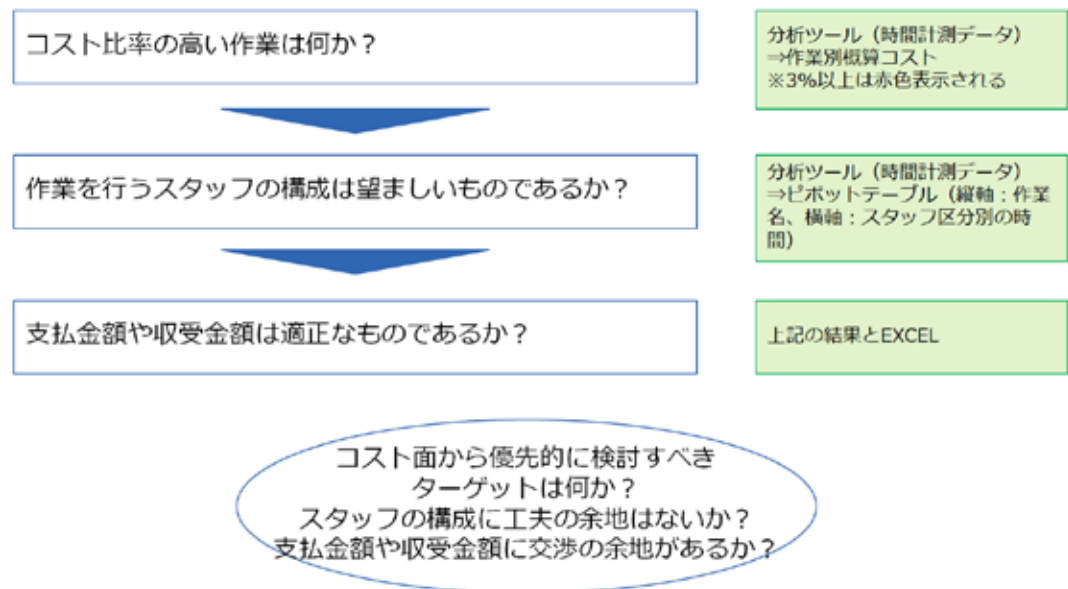 コスト比率の高い作業は何か？
分析ツール（時間計測データ）
⇒作業別概算コスト
※3%以上は赤色表示される
作業を行うスタッフの構成は望ましいものであるか？
分析ツール（時間計測データ）
⇒ピボットテーブル（縦軸：作業
名、横軸：スタッフ区分別の時
間）
支払金額や収受金額は適正なものであるか？
上記の結果とEXCEL
コスト面から優先的に検討すべき
ターゲットは何か？
スタッフの構成に工夫の余地はないか？
支払金額や収受金額に交渉の余地があるか？